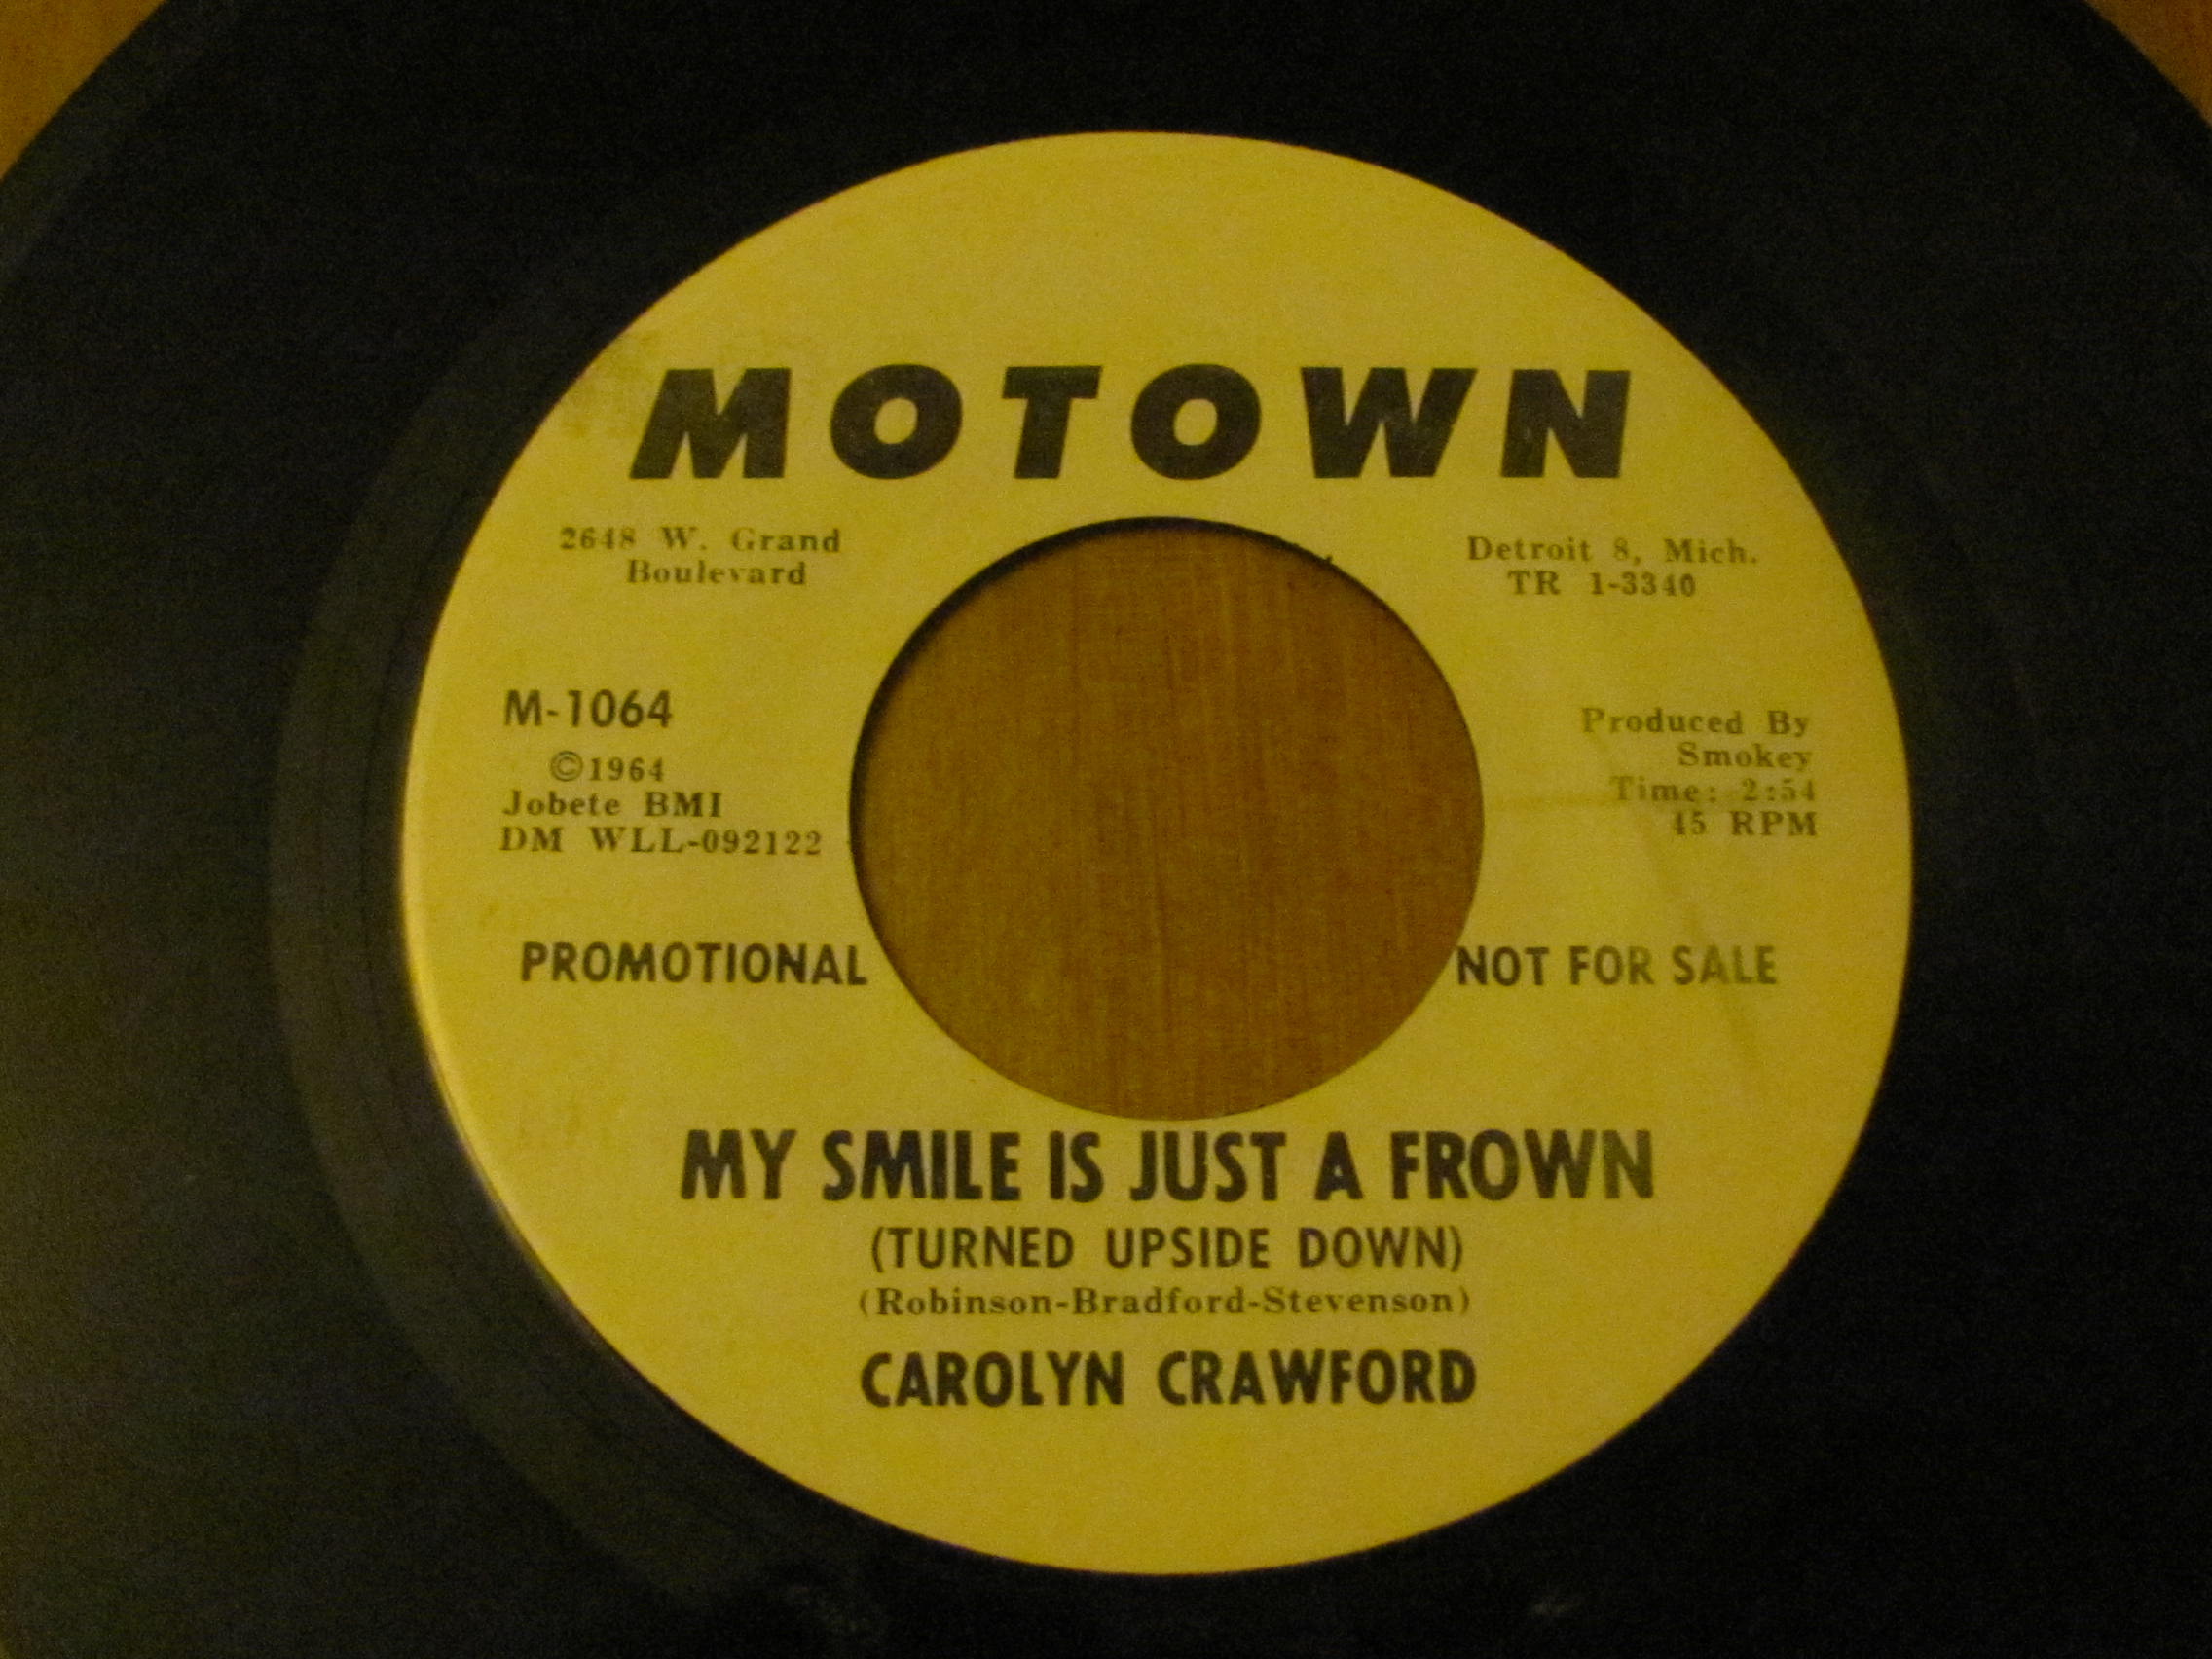 MOTOWN
2648 W. Grand
Boulevard
Detroit 8, Mich.
TR 1-3340
M-1064
©1964
Jobete BMI
DM WLL-092122
Produced By
Smokey
Time: 2:54
45 RPM
PROMOTIONAL
NOT FOR SALE
MY SMILE IS JUST A FROWN
(TURNED UPSIDE DOWN)
(Robinson-Bradford-Stevenson)
CAROLYN CRAWFORD